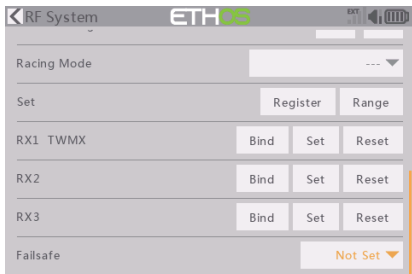 RF System
ETHOS
EXT
Racing Mode
---
Set
Register
Range
RX1 TWMX
Bind
Set
Reset
RX2
Bind
Set
Reset
RX3
Bind
Set
Reset
Failsafe
Not Set